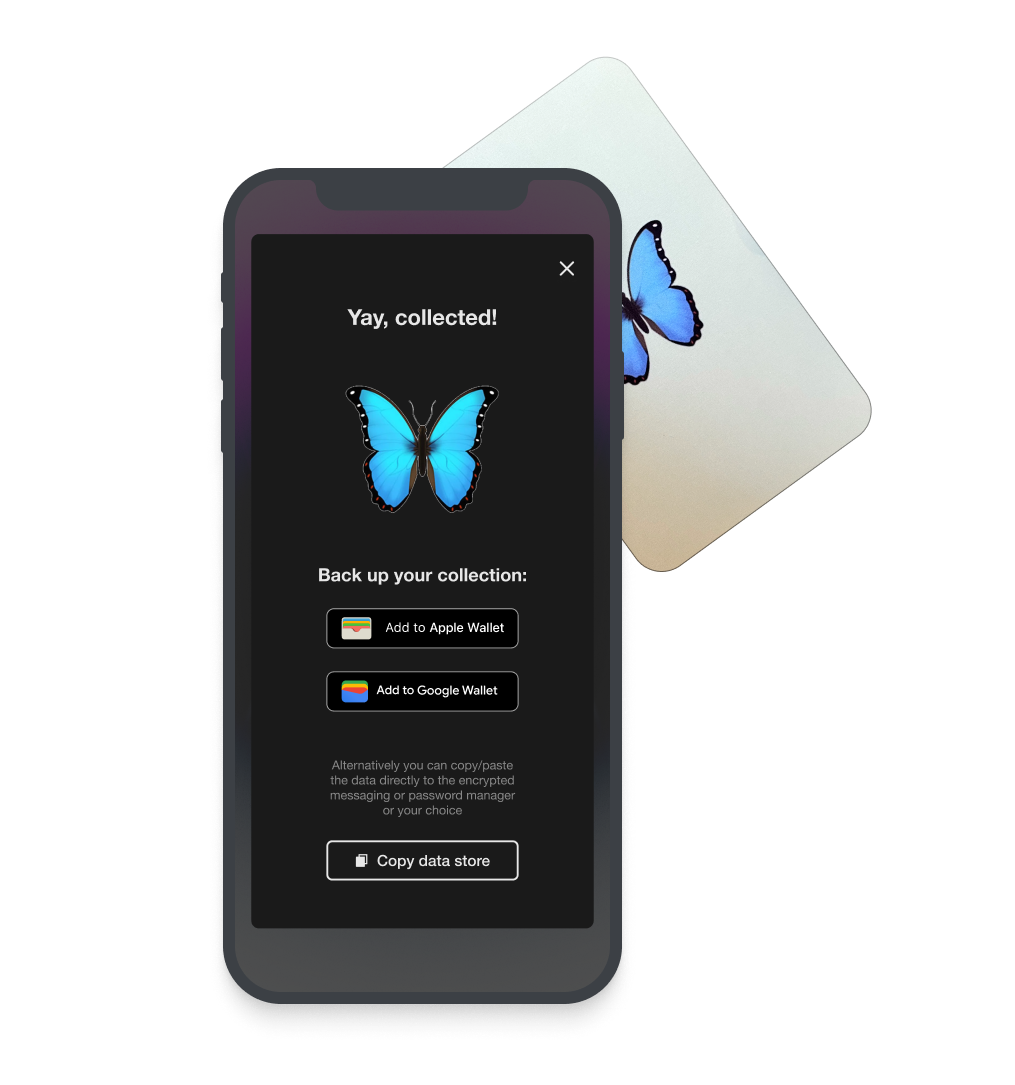 Yay, collected!
Back up your collection:
Add to Apple Wallet
Add to Google Wallet
Alternatively you can copy/paste
the data directly to the encrypted
messaging or password manager
or your choice
Copy data store